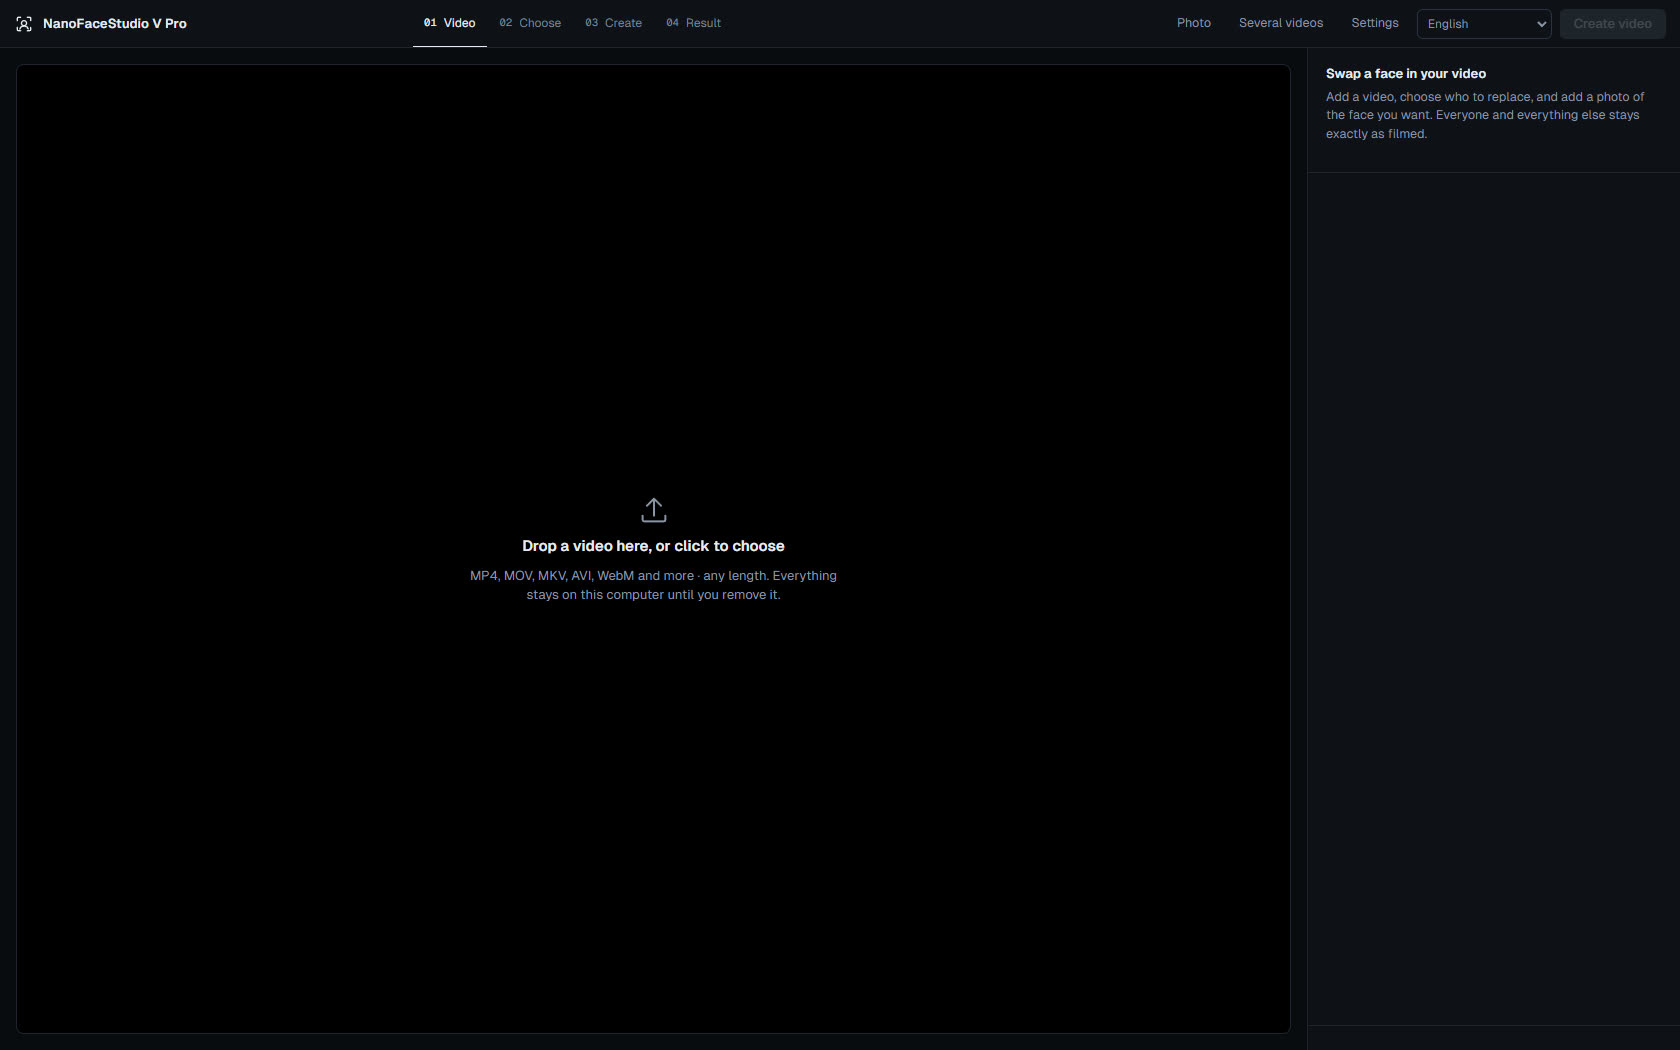 NanoFaceStudio V Pro
01 Video
02 Choose
03 Create
04 Result
Photo
Several videos
Settings
English
Create video
Drop a video here, or click to choose
MP4, MOV, MKV, AVI, WebM and more · any length. Everything
stays on this computer until you remove it.
Swap a face in your video
Add a video, choose who to replace, and add a photo of
the face you want. Everyone and everything else stays
exactly as filmed.